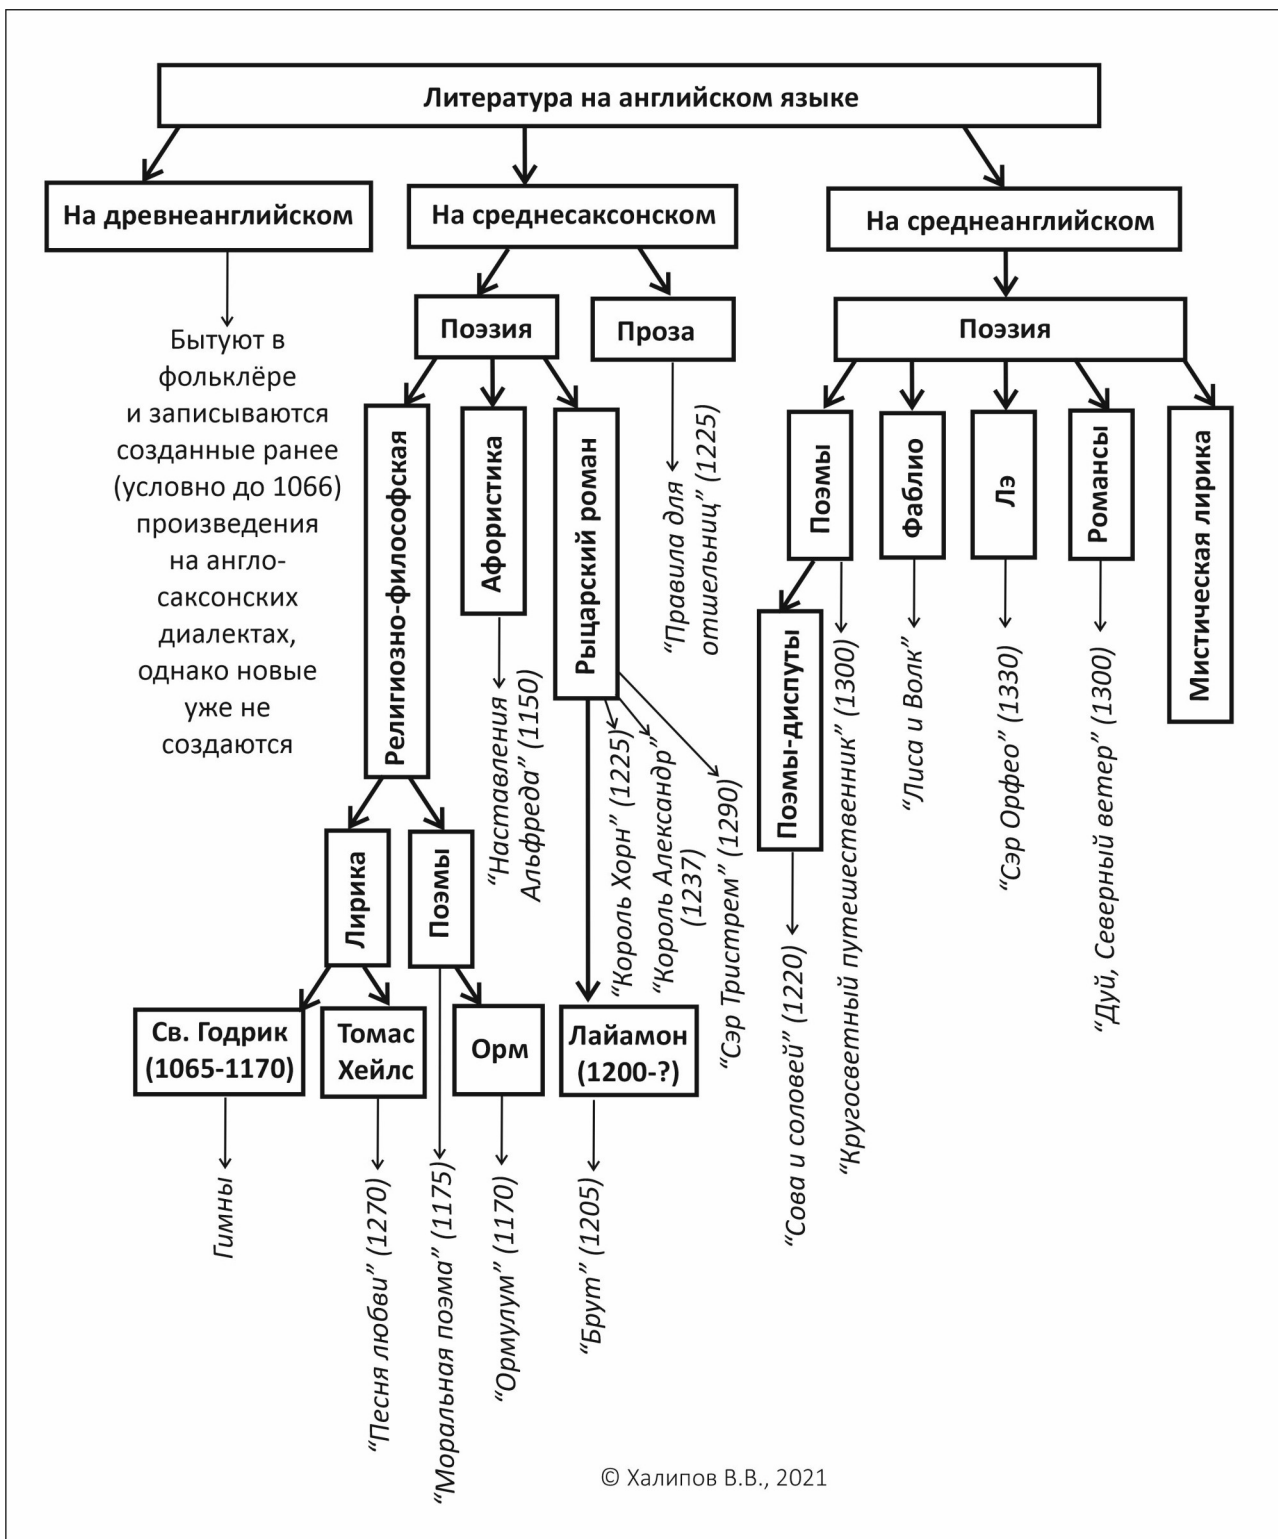 Литература на английском языке
На древнеанглийском
На среднесаксонском
На среднеанглийском
Бытуют в
фольклёре
и записываются
созданные ранее
(условно до 1066)
произведения
на англо-
саксонских
диалектах,
однако новые
уже не
создаются
Поэзия
Проза
Поэзия
Религиозно-философская
Афористика
Рыцарский роман
“Правила для
отшельниц” (1225)
Поэмы
Фаблио
Лэ
Романсы
Мистическая лирика
Поэмы-диспуты
“Кругосветный путешественник” (1300)
“Лиса и Волк”
“Сэр Орфео” (1330)
“Дуй, Северный ветер” (1300)
“Наставления
Альфреда” (1150)
“Король Хорн” (1225)
“Король Александр”
(1237)
“Сэр Тристрем” (1290)
Лирика
Поэмы
“Сова и соловей” (1220)
Св. Годрик
(1065-1170)
Томас
Хейлс
Орм
Лайамон
(1200-?)
Гимны
“Песня любви” (1270)
“Моральная поэма” (1175)
“Ормулум” (1170)
“Брут” (1205)
© Халипов В.В., 2021